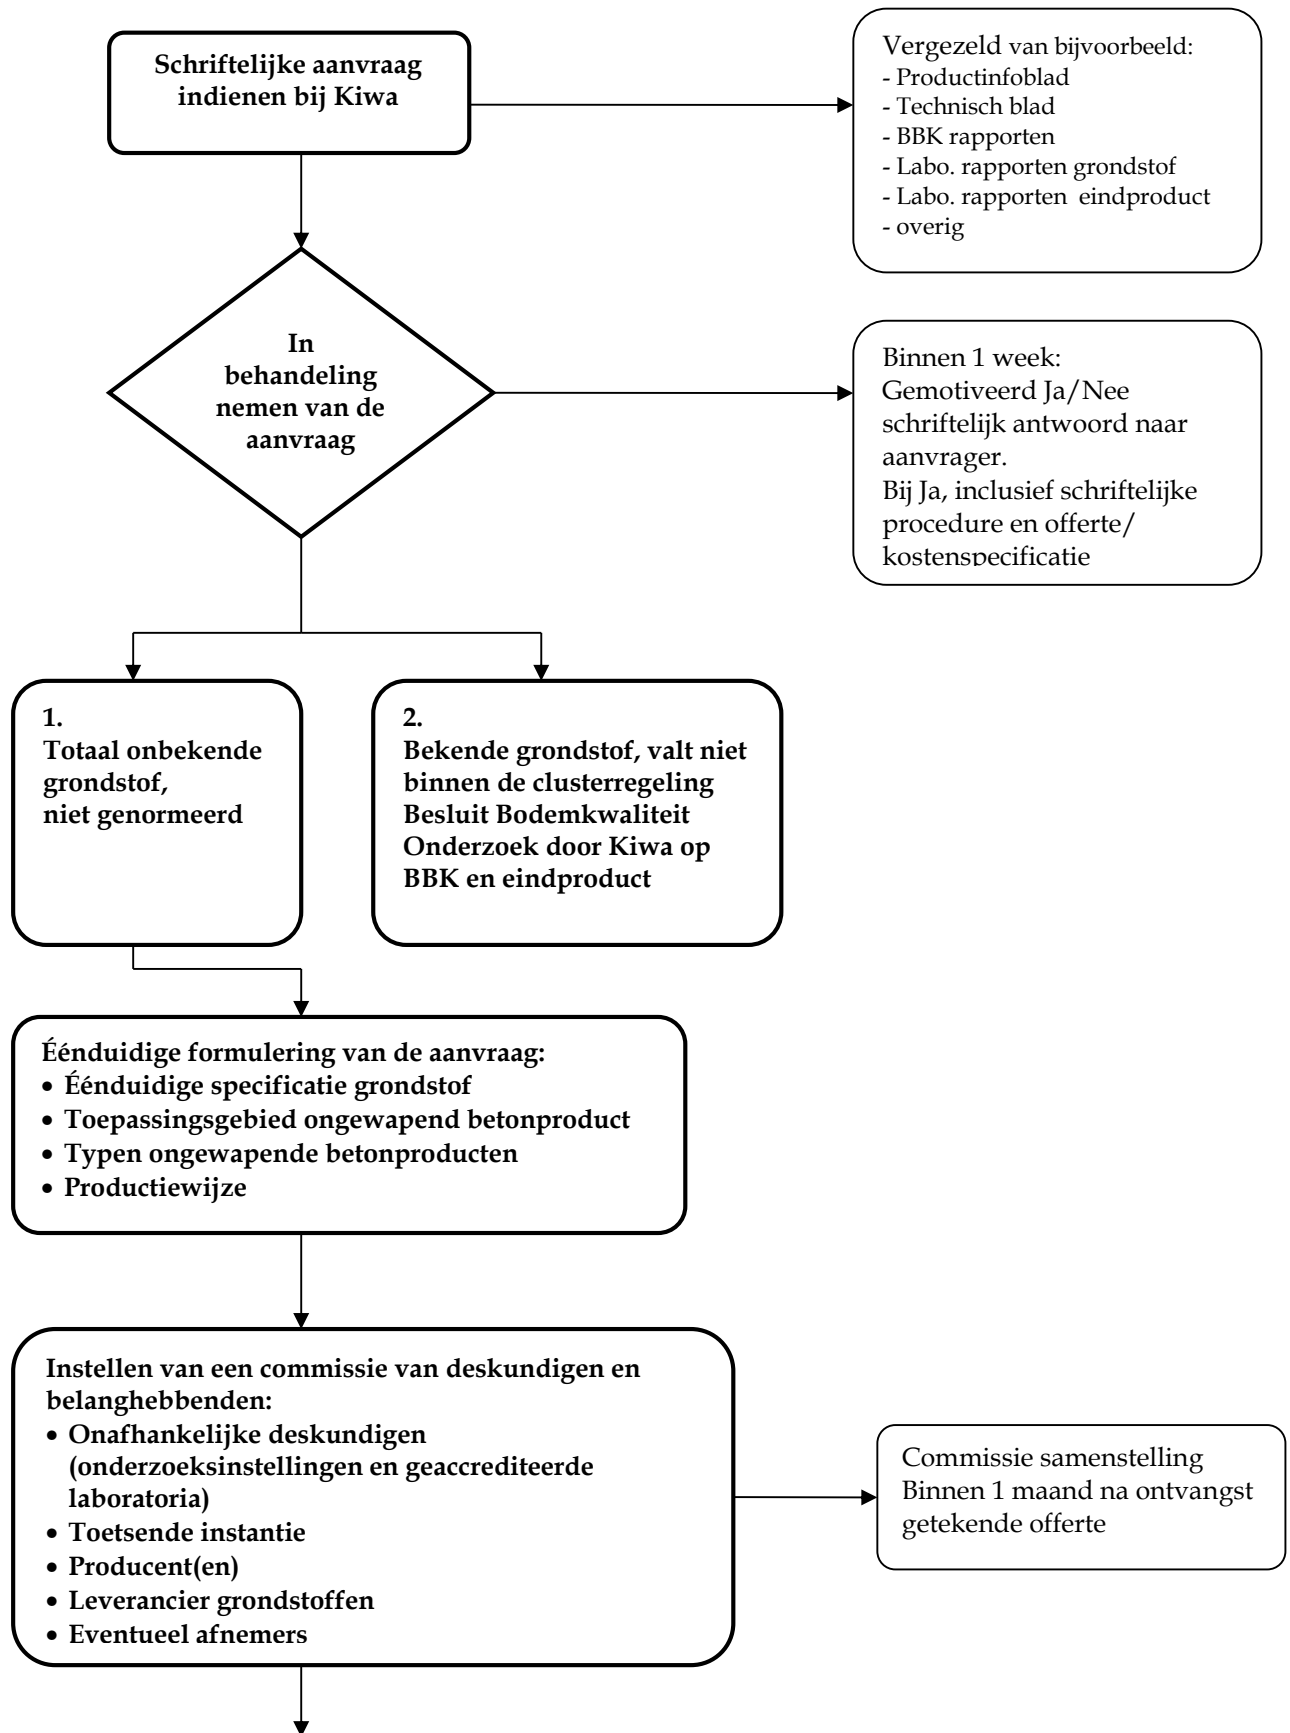 Schriftelijke aanvraag
indienen bij Kiwa
Vergezeld van bijvoorbeeld:
- Productinfoblad
- Technisch blad
- BBK rapporten
- Labo. rapporten grondstof
- Labo. rapporten  eindproduct
- overig
In
behandeling
nemen van de
aanvraag
Binnen 1 week:
Gemotiveerd Ja/Nee
schriftelijk antwoord naar
aanvrager.
Bij Ja, inclusief schriftelijke
procedure en offerte/
kostenspecificatie
1.
Totaal onbekende
grondstof,
niet genormeerd
2.
Bekende grondstof, valt niet
binnen de clusterregeling
Besluit Bodemkwaliteit
Onderzoek door Kiwa op
BBK en eindproduct
Éénduidige formulering van de aanvraag:
• Éénduidige specificatie grondstof
• Toepassingsgebied ongewapend betonproduct
• Typen ongewapende betonproducten
• Productiewijze
Instellen van een commissie van deskundigen en
belanghebbenden:
• Onafhankelijke deskundigen
(onderzoeksinstellingen en geaccrediteerde
laboratoria)
• Toetsende instantie
• Producent(en)
• Leverancier grondstoffen
• Eventueel afnemers
Commissie samenstelling
Binnen 1 maand na ontvangst
getekende offerte